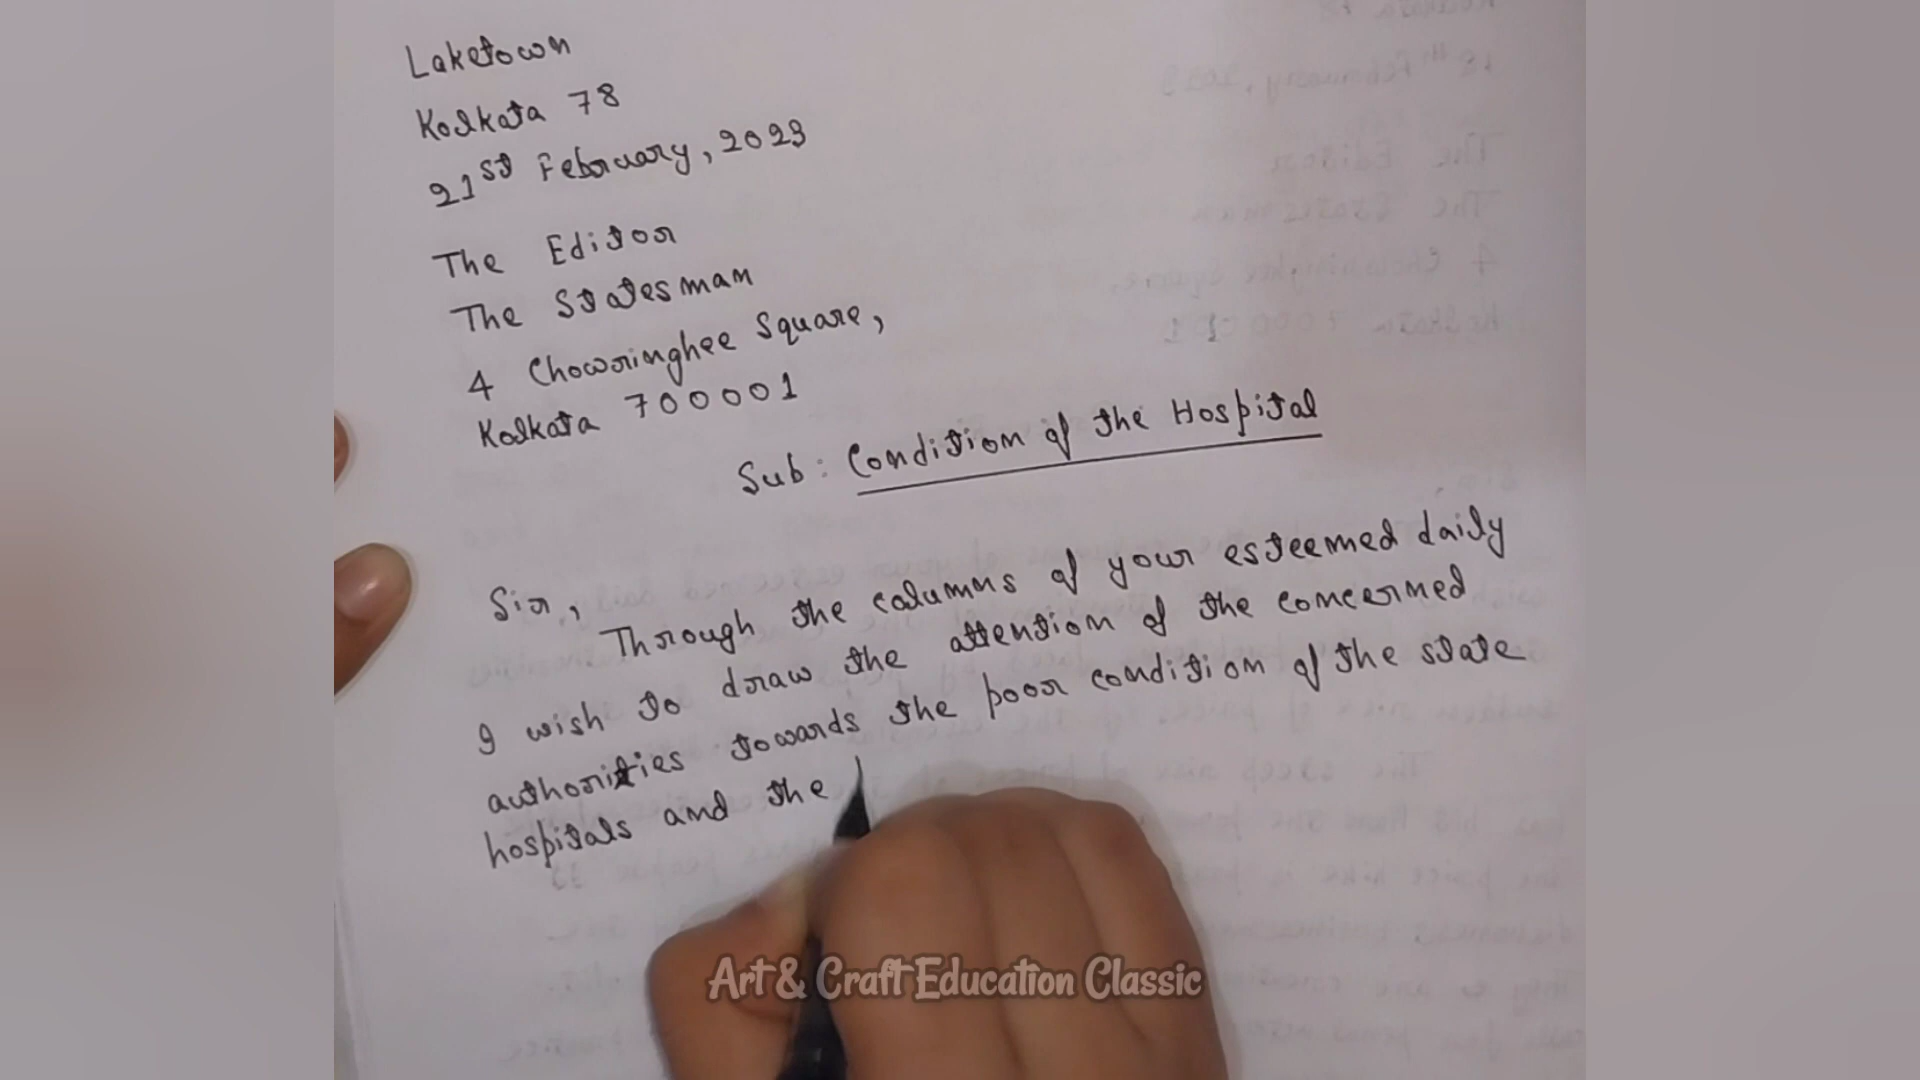 Laketown
Kolkata 78
21st February, 2023
The Editor
The Statesman
4 Chowringhee Square,
Kolkata 700001
Sub: Condition of the Hospital
Sir,
Through the columns of your esteemed daily
I wish to draw the attention of the concerned
authorities towards the poor condition of the state
hospitals and the
Art & Craft Education Classic